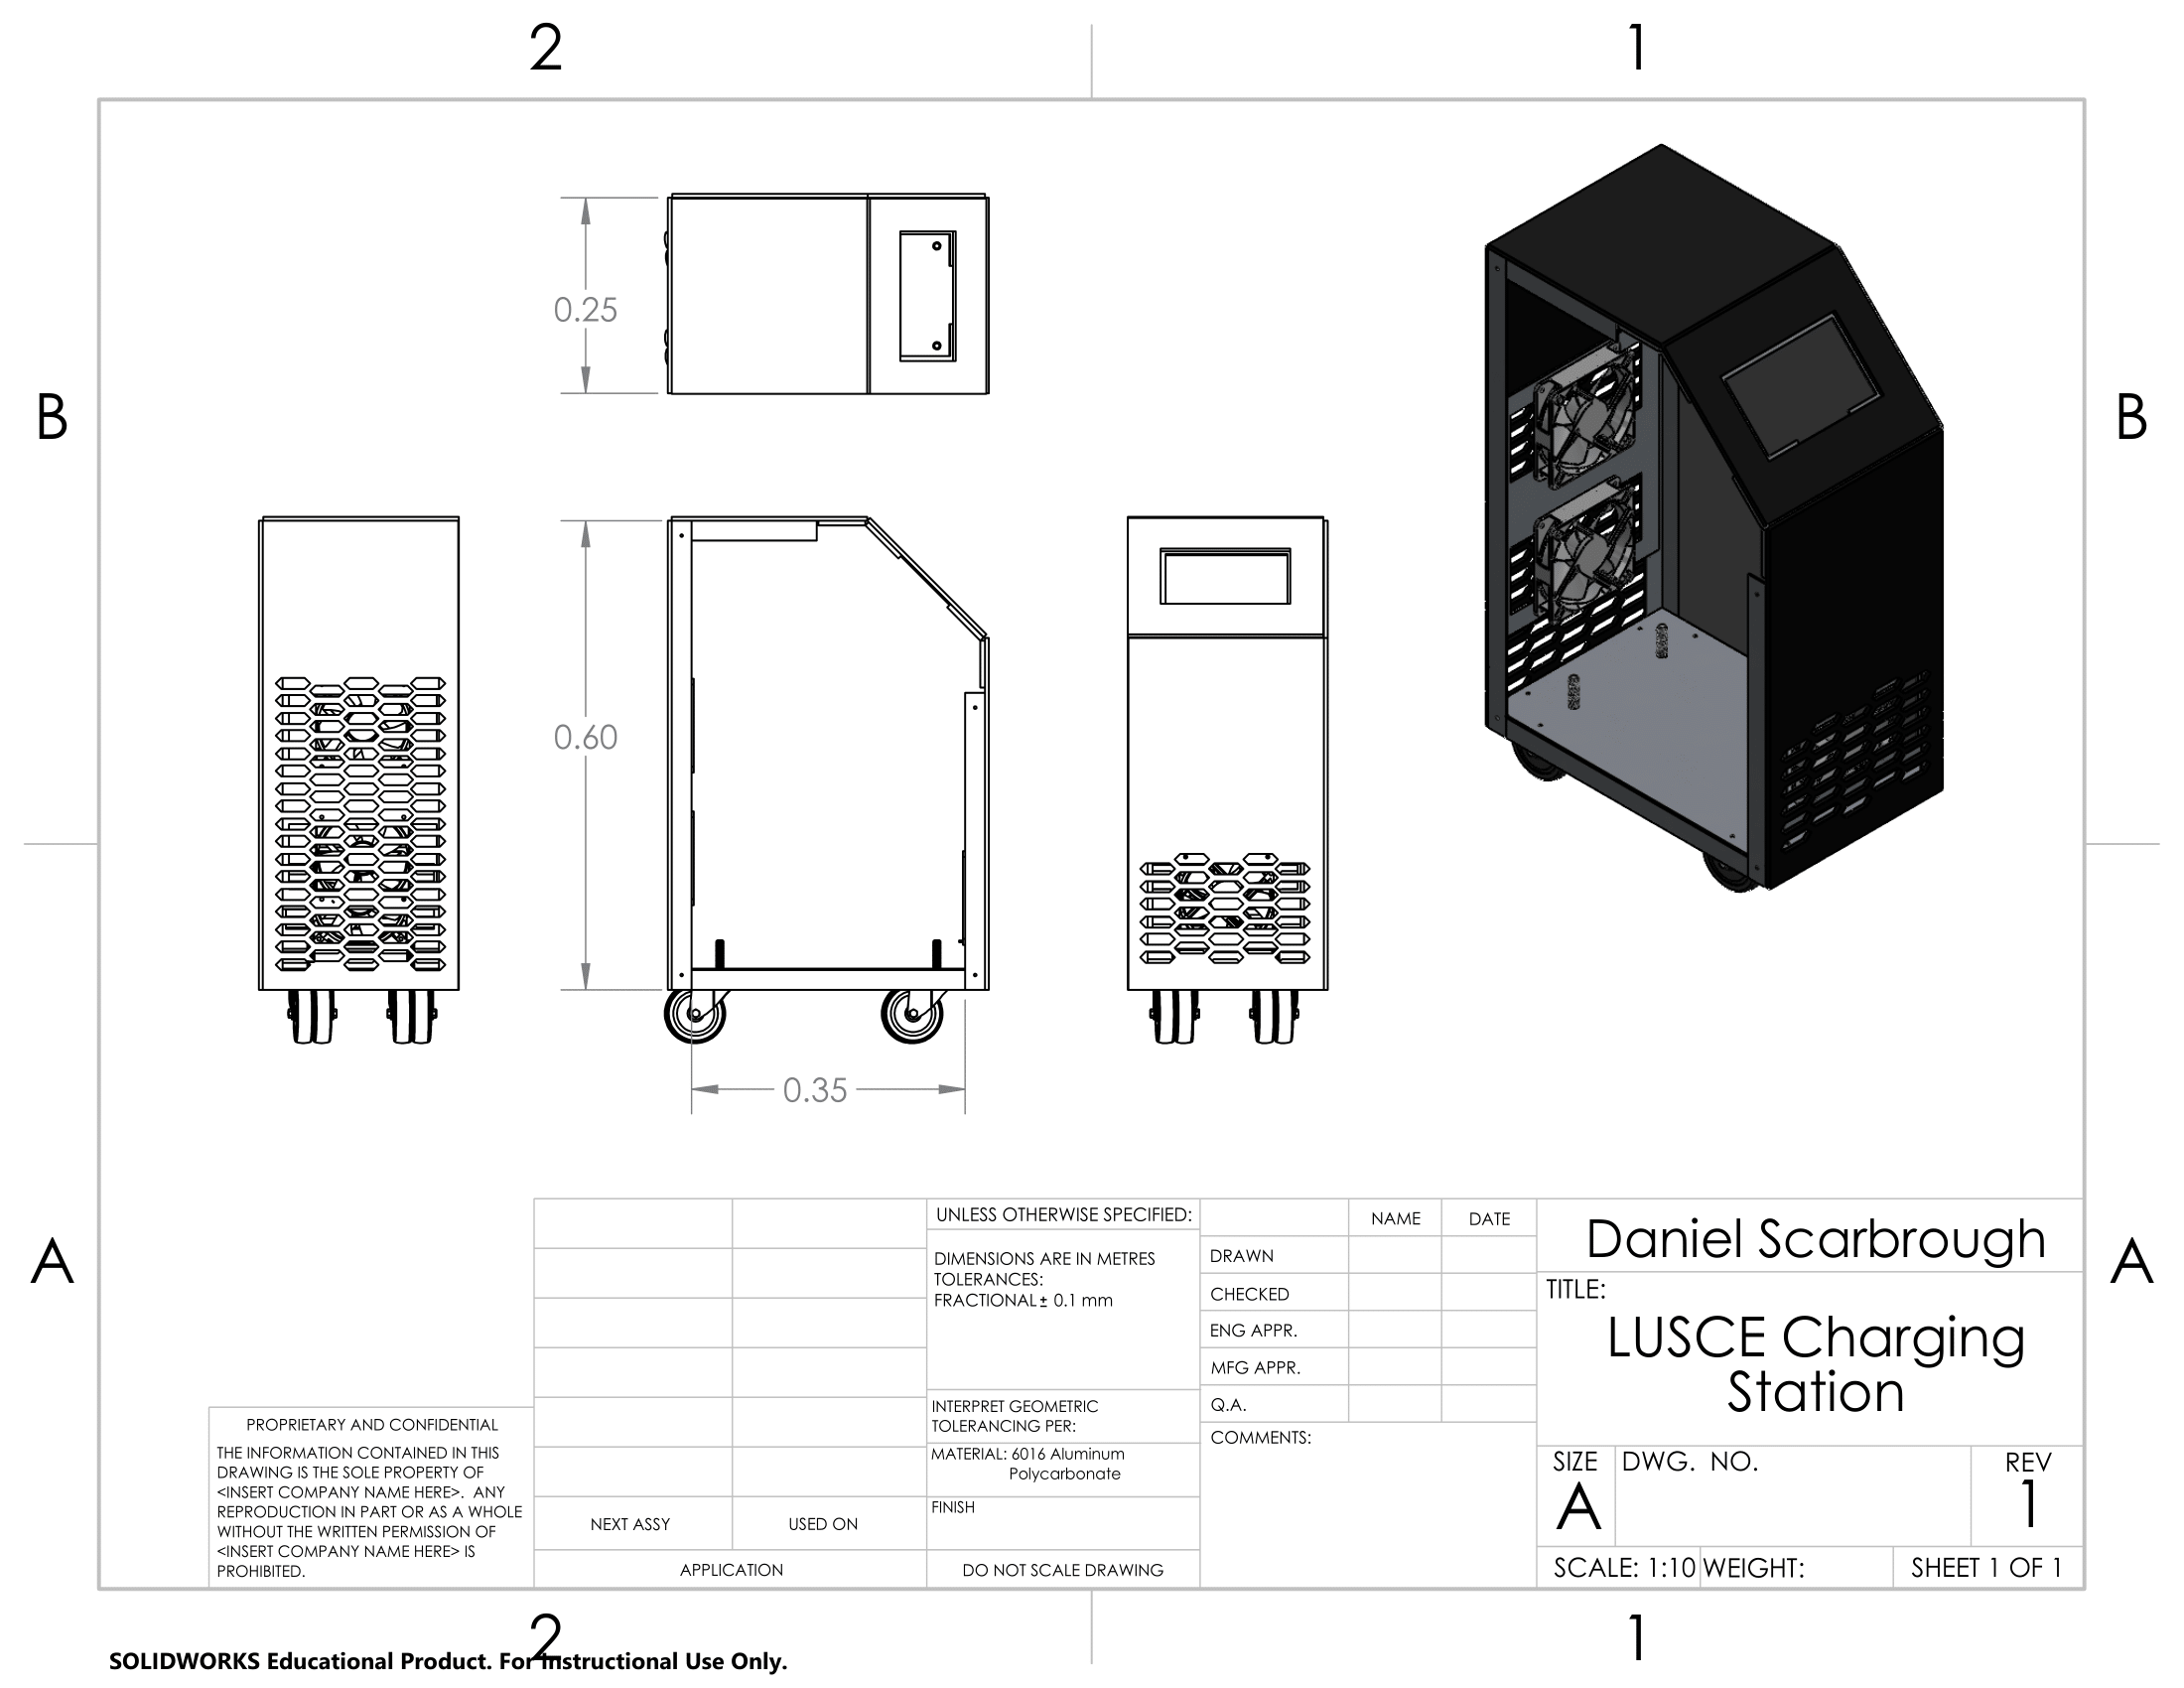 2
1
B
B
0.25
0.60
0.35
A
A
UNLESS OTHERWISE SPECIFIED:
DIMENSIONS ARE IN METRES
TOLERANCES:
FRACTIONAL ± 0.1 mm
INTERPRET GEOMETRIC
TOLERANCING PER:
MATERIAL: 6016 Aluminum
Polycarbonate
FINISH
DO NOT SCALE DRAWING
NEXT ASSY
USED ON
APPLICATION
PROPRIETARY AND CONFIDENTIAL
THE INFORMATION CONTAINED IN THIS
DRAWING IS THE SOLE PROPERTY OF
<INSERT COMPANY NAME HERE>. ANY
REPRODUCTION IN PART OR AS A WHOLE
WITHOUT THE WRITTEN PERMISSION OF
<INSERT COMPANY NAME HERE> IS
PROHIBITED.
NAME
DATE
DRAWN
CHECKED
ENG APPR.
MFG APPR.
Q.A.
COMMENTS:
Daniel Scarbrough
TITLE:
LUSCE Charging
Station
SIZE
A
DWG. NO.
REV
1
SCALE: 1:10
WEIGHT:
SHEET 1 OF 1
2
1
SOLIDWORKS Educational Product. For Instructional Use Only.